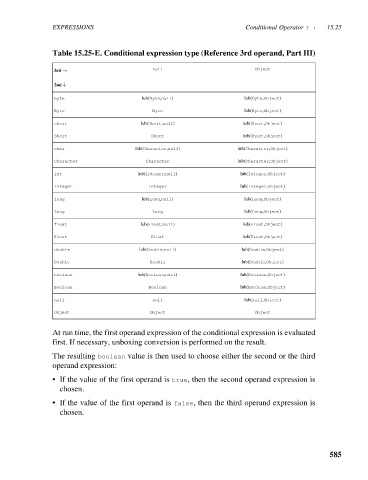 EXPRESSIONS Conditional Operator ? : 15.25
Table 15.25-E. Conditional expression type (Reference 3rd operand, Part III)
3rd → null Object
2nd ↓
byte lub(Byte,null) lub(Byte,Object)
Byte Byte lub(Byte,Object)
short lub(Short,null) lub(Short,Object)
Short Short lub(Short,Object)
char lub(Character,null) lub(Character,Object)
Character Character lub(Character,Object)
int lub(Integer,null) lub(Integer,Object)
Integer Integer lub(Integer,Object)
long lub(Long,null) lub(Long,Object)
Long Long lub(Long,Object)
float lub(Float,null) lub(Float,Object)
Float Float lub(Float,Object)
double lub(Double,null) lub(Double,Object)
Double Double lub(Double,Object)
boolean lub(Boolean,null) lub(Boolean,Object)
Boolean Boolean lub(Boolean,Object)
null null lub(null,Object)
Object Object Object
At run time, the first operand expression of the conditional expression is evaluated
first. If necessary, unboxing conversion is performed on the result.
The resulting boolean value is then used to choose either the second or the third
operand expression:
• If the value of the first operand is true, then the second operand expression is
chosen.
• If the value of the first operand is false, then the third operand expression is
chosen.
585